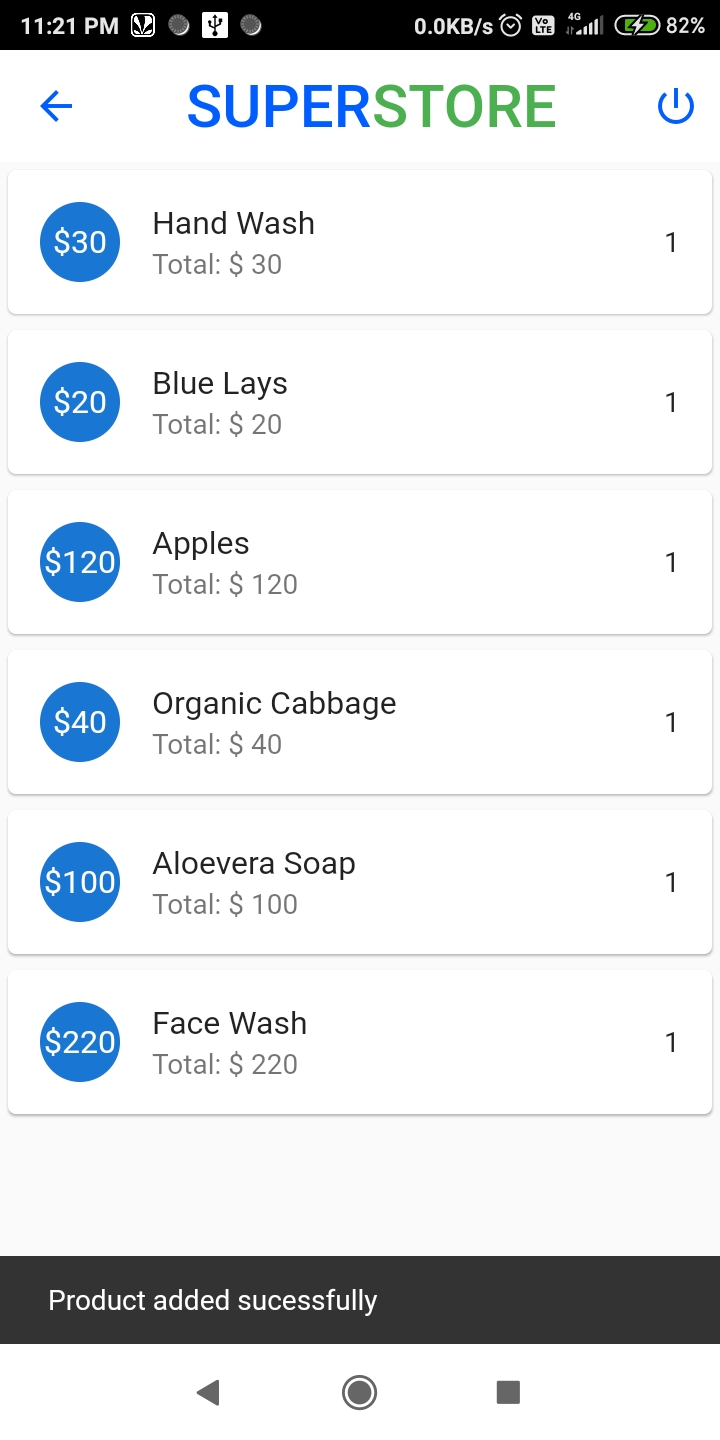 11:21 PM 0.0KB/s Vo LTE 4G 82%
SUPERSTORE
$30 Hand Wash 1
Total: $ 30
$20 Blue Lays 1
Total: $ 20
$120 Apples 1
Total: $ 120
$40 Organic Cabbage 1
Total: $ 40
$100 Aloevera Soap 1
Total: $ 100
$220 Face Wash 1
Total: $ 220
Product added sucessfully